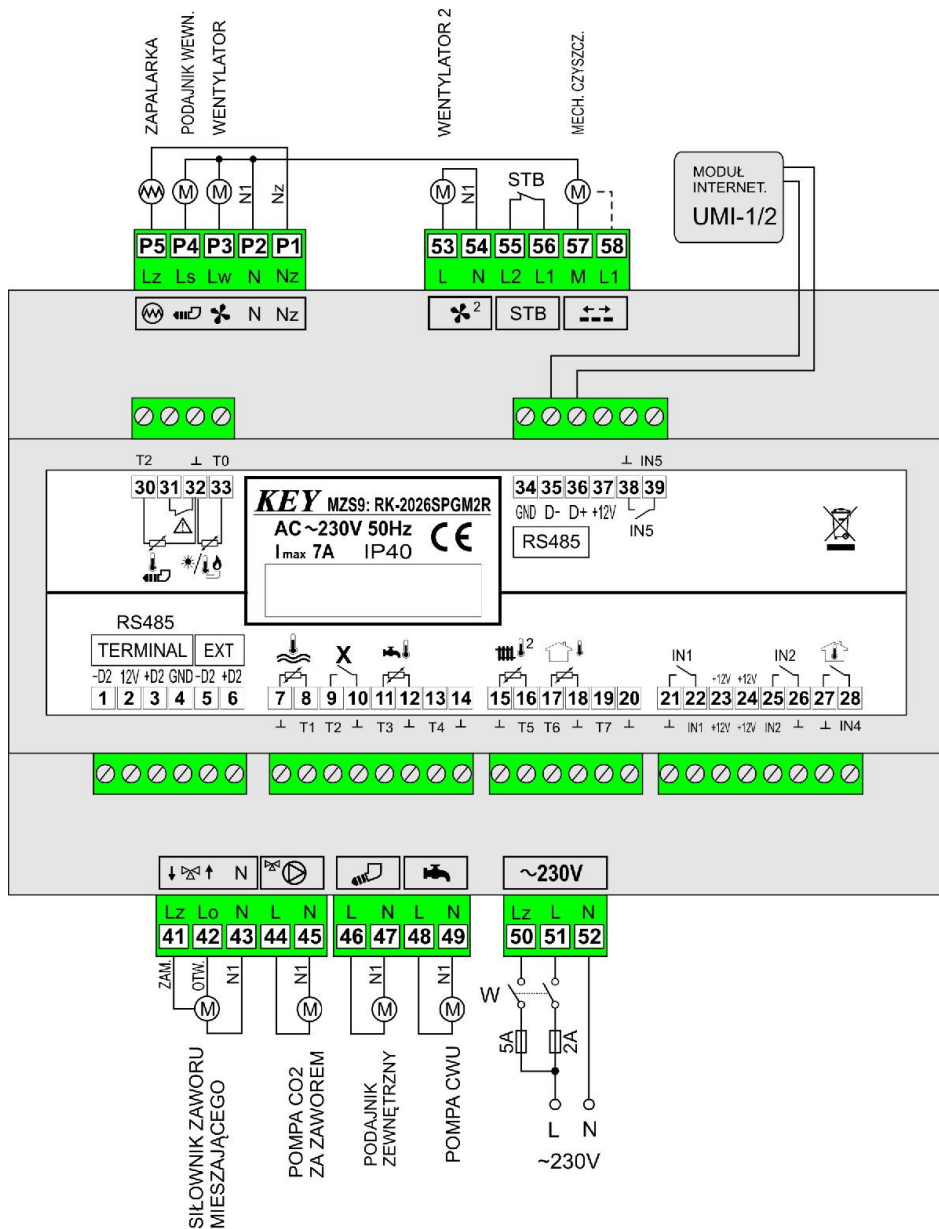 ZAPALARKA
PODAJNIK WEWN.
WENTYLATOR
WENTYLATOR 2
MECH. CZYSZCZ.
M M N1 Nz
M N1 STB M
MODUŁ
INTERNET.
UMI-1/2
P5 P4 P3 P2 P1
Lz Ls Lw N Nz
N Nz
53 54 55 56 57 58
L N L2 L1 M L1
2 STB
T2 ⊥ T0
30 31 32 33
KEY MZS9: RK-2026SPGM2R
AC ~230V 50Hz
I max 7A IP40 CE
⊥ IN5
34 35 36 37 38 39
GND D- D+ +12V
IN5
RS485
RS485
TERMINAL EXT
-D2 12V +D2 GND -D2 +D2
1 2 3 4 5 6
X
7 8 9 10 11 12 13 14
⊥ T1 T2 ⊥ T3 ⊥ T4 ⊥
2
15 16 17 18 19 20
⊥ T5 T6 ⊥ T7 ⊥
IN1 +12V +12V IN2
21 22 23 24 25 26 27 28
⊥ IN1 +12V +12V IN2 ⊥ ⊥ IN4
N
~230V
Lz Lo N L N
41 42 43 44 45
L N L N
46 47 48 49
Lz L N
50 51 52
ZAM.
OTW.
N1
M
N1
M
N1
M
N1
M
W
5A
2A
L N
~230V
SIŁOWNIK ZAWORU
MIESZAJĄCEGO
POMPA CO2
ZA ZAWOREM
PODAJNIK
ZEWNĘTRZNY
POMPA CWU